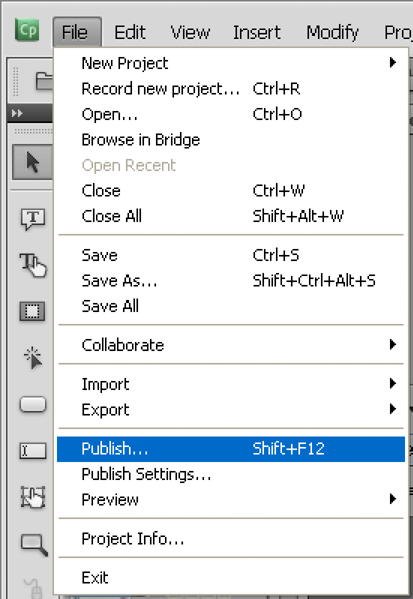 Cp File Edit View Insert Modify Proj
New Project
Record new project... Ctrl+R
Open... Ctrl+O
Browse in Bridge
Open Recent
Close Ctrl+W
Close All Shift+Alt+W
Save Ctrl+S
Save As... Shift+Ctrl+Alt+S
Save All
Collaborate
Import
Export
Publish... Shift+F12
Publish Settings...
Preview
Project Info...
Exit